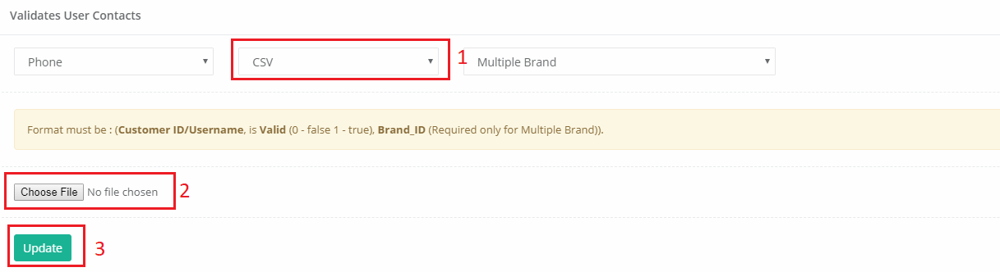 Validates User Contacts
Phone CSV 1 Multiple Brand
Format must be : (Customer ID/Username, is Valid (0 - false 1 - true), Brand_ID (Required only for Multiple Brand)).
Choose File No file chosen 2
Update 3